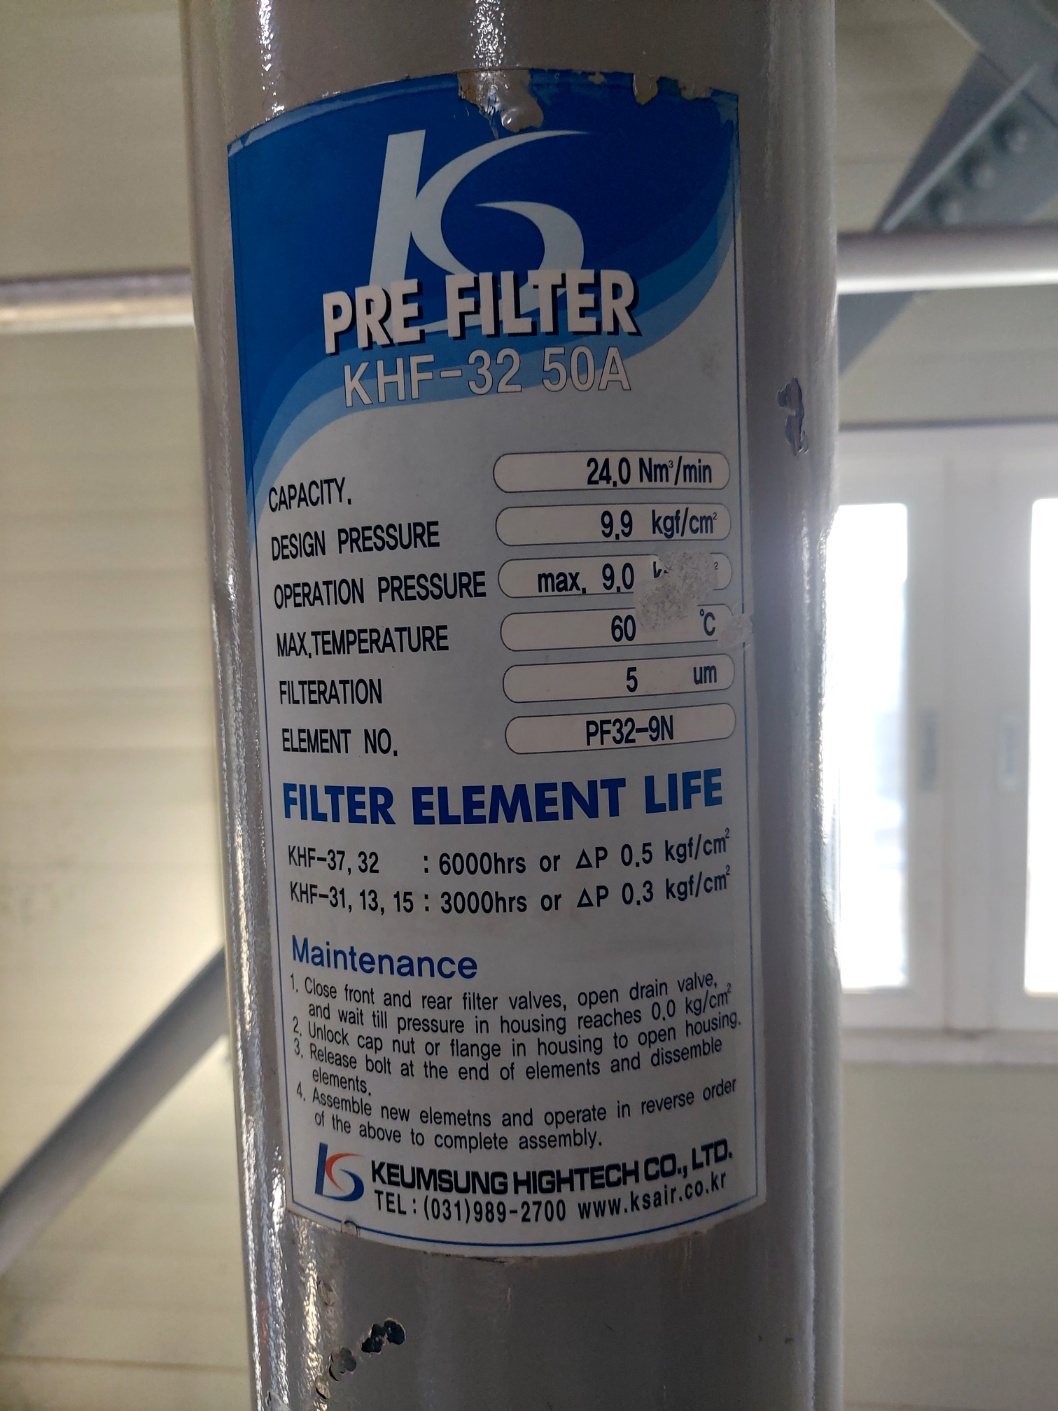 KS
PRE FILTER
KHF-32 50A
CAPACITY. 24.0 Nm³/min
DESIGN PRESSURE 9.9 kgf/cm²
OPERATION PRESSURE max. 9.0
MAX.TEMPERATURE 60 ℃
FILTERATION 5 um
ELEMENT NO. PF32-9N
FILTER ELEMENT LIFE
KHF-37, 32 : 6000hrs or △P 0.5 kgf/cm²
KHF-31, 13, 15 : 3000hrs or △P 0.3 kgf/cm²
Maintenance
1. Close front and rear filter valves, open drain valve,
and wait till pressure in housing reaches 0.0 kg/cm²
2. Unlock cap nut or flange in housing to open housing.
3. Release bolt at the end of elements and dissemble
elements.
4. Assemble new elemetns and operate in reverse order
of the above to complete assembly.
KS KEUMSUNG HIGHTECH CO., LTD.
TEL : (031)989-2700 www.ksair.co.kr